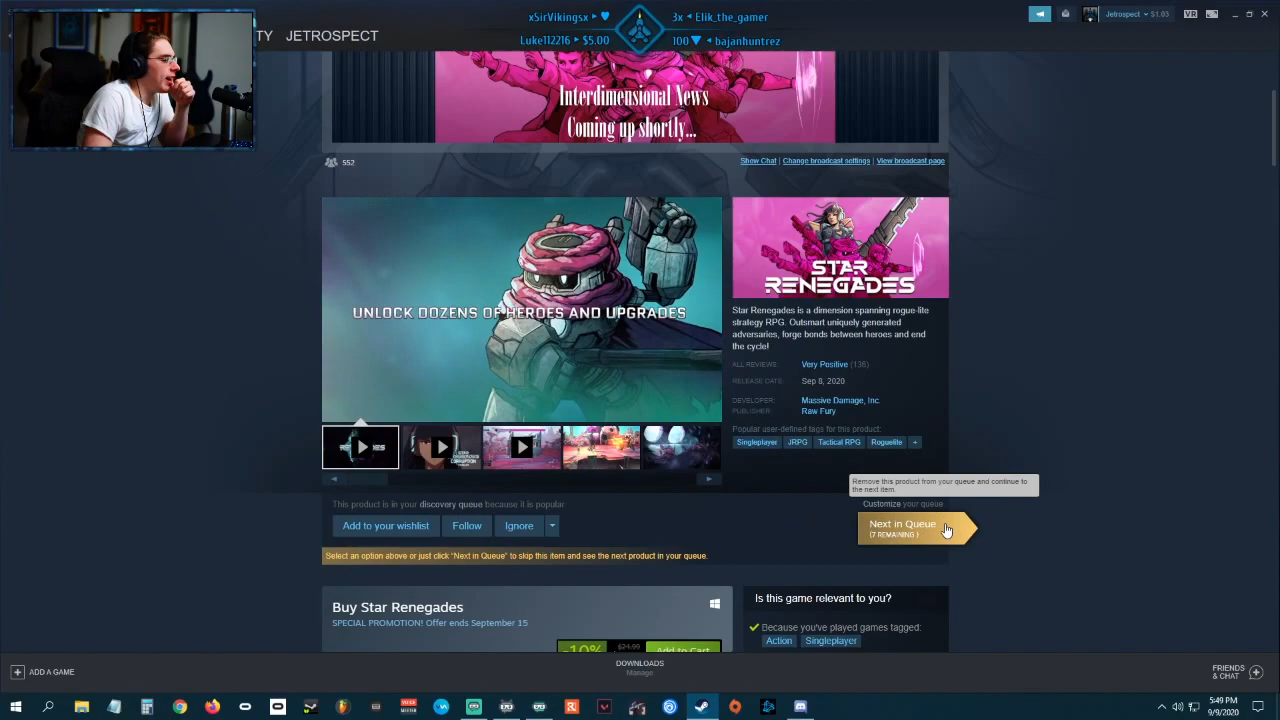 xSirVikingsx ▸ ♥
3x ◂ Elik_the_gamer
Luke112216 ▸ $5.00
100 ▼ ◂ bajanhuntrez
TY JETROSPECT
Jetrospect $1.85
VR
Interdimensional News
Coming up shortly...
552
Show Chat | Change broadcast settings | View broadcast page
UNLOCK DOZENS OF HEROES AND UPGRADES
STAR
RENEGADES
Star Renegades is a dimension spanning rogue-lite
strategy RPG. Outsmart uniquely generated
adversaries, forge bonds between heroes and end
the cycle!
ALL REVIEWS: Very Positive (136)
RELEASE DATE: Sep 8, 2020
DEVELOPER: Massive Damage, Inc.
PUBLISHER: Raw Fury
Popular user-defined tags for this product:
Singleplayer JRPG Tactical RPG Roguelite +
Remove this product from your queue and continue to
the next item.
This product is in your discovery queue because it is popular.
Customize your queue
Add to your wishlist Follow Ignore
Next in Queue
(7 REMAINING )
Select an option above or just click "Next in Queue" to skip this item and see the next product in your queue.
Buy Star Renegades
SPECIAL PROMOTION! Offer ends September 15
-10% $24.99 Add to Cart
Is this game relevant to you?
Because you've played games tagged:
Action Singleplayer
ADD A GAME
DOWNLOADS
Manage
FRIENDS
& CHAT
5:49 PM
9/9/2020